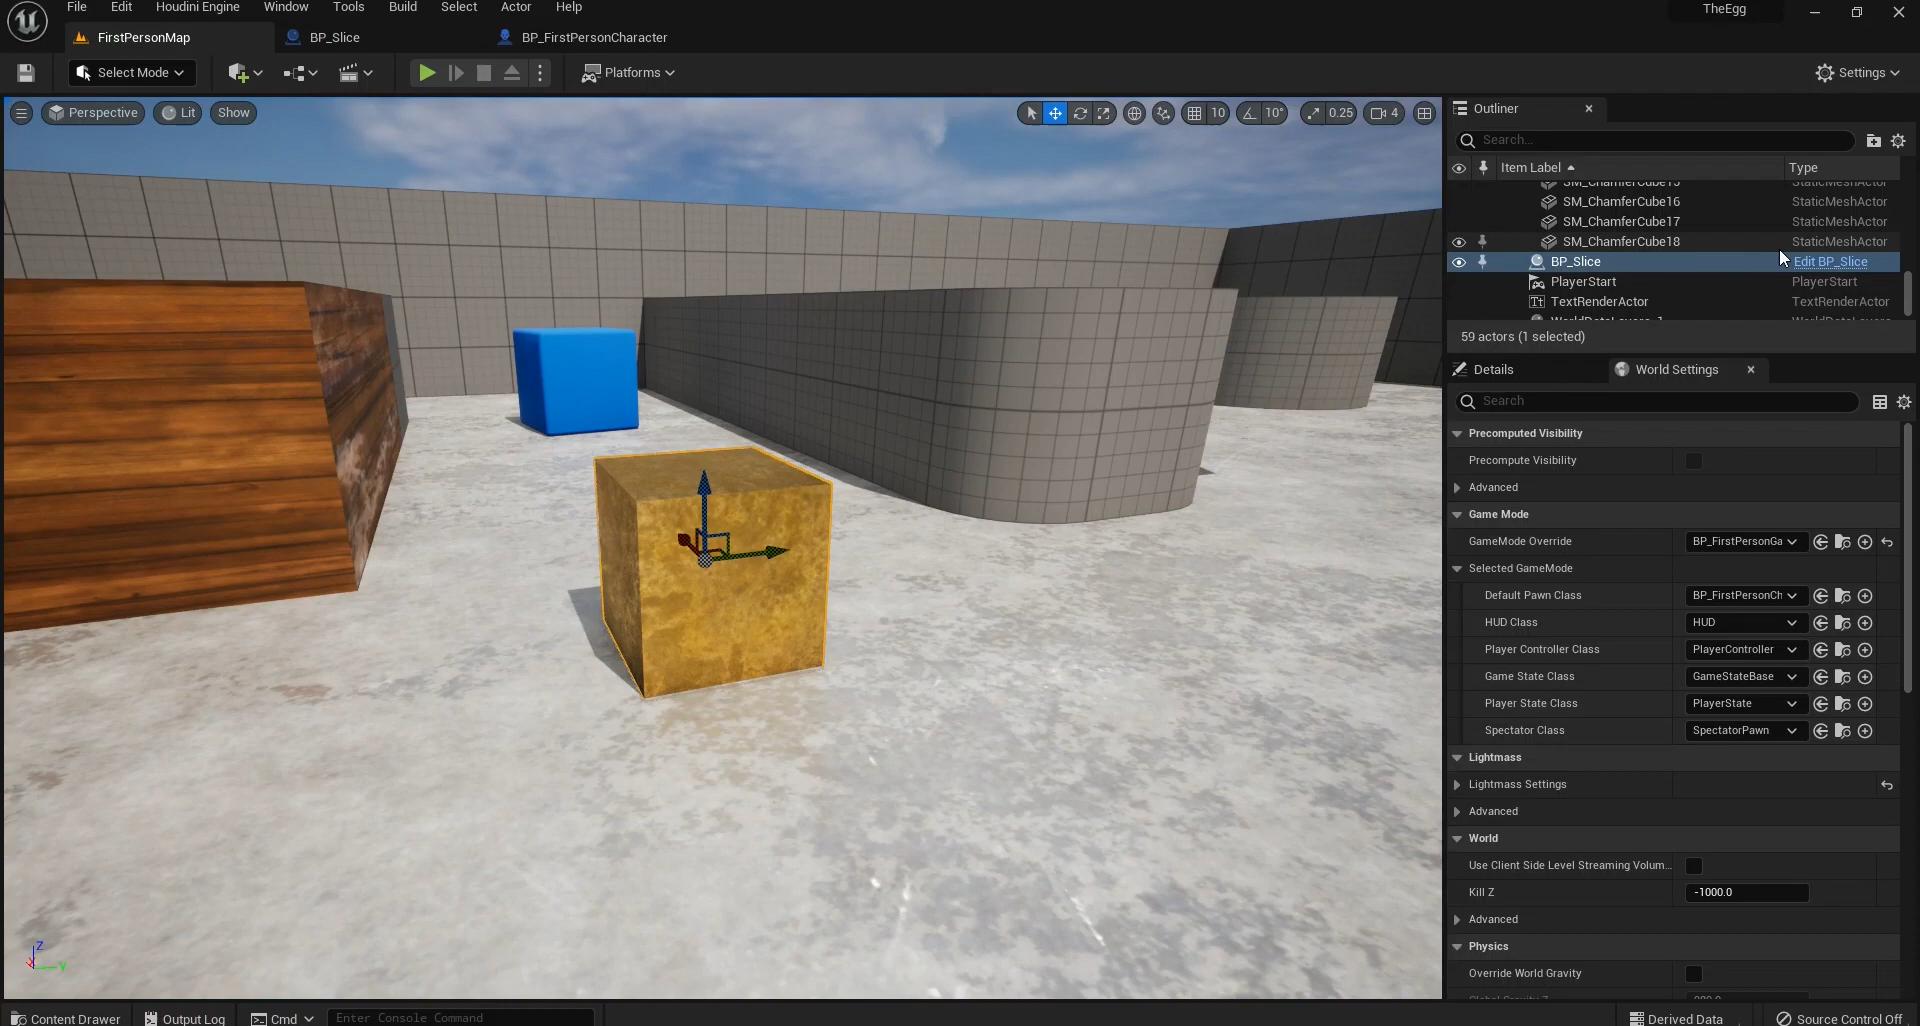 File Edit Houdini Engine Window Tools Build Select Actor Help TheEgg
FirstPersonMap BP_Slice BP_FirstPersonCharacter
Select Mode Platforms Settings
Perspective Lit Show 10 10° 0.25 4
Outliner
Search...
Item Label Type
SM_ChamferCube15 StaticMeshActor
SM_ChamferCube16 StaticMeshActor
SM_ChamferCube17 StaticMeshActor
SM_ChamferCube18 StaticMeshActor
BP_Slice Edit BP_Slice
PlayerStart PlayerStart
TextRenderActor TextRenderActor
59 actors (1 selected)
Details World Settings
Search
Precomputed Visibility
Precompute Visibility
Advanced
Game Mode
GameMode Override BP_FirstPersonGa
Selected GameMode
Default Pawn Class BP_FirstPersonCh
HUD Class HUD
Player Controller Class PlayerController
Game State Class GameStateBase
Player State Class PlayerState
Spectator Class SpectatorPawn
Lightmass
Lightmass Settings
Advanced
World
Use Client Side Level Streaming Volum...
Kill Z -1000.0
Advanced
Physics
Override World Gravity
Z
X Y
Content Drawer Output Log Cmd Enter Console Command Derived Data Source Control Off